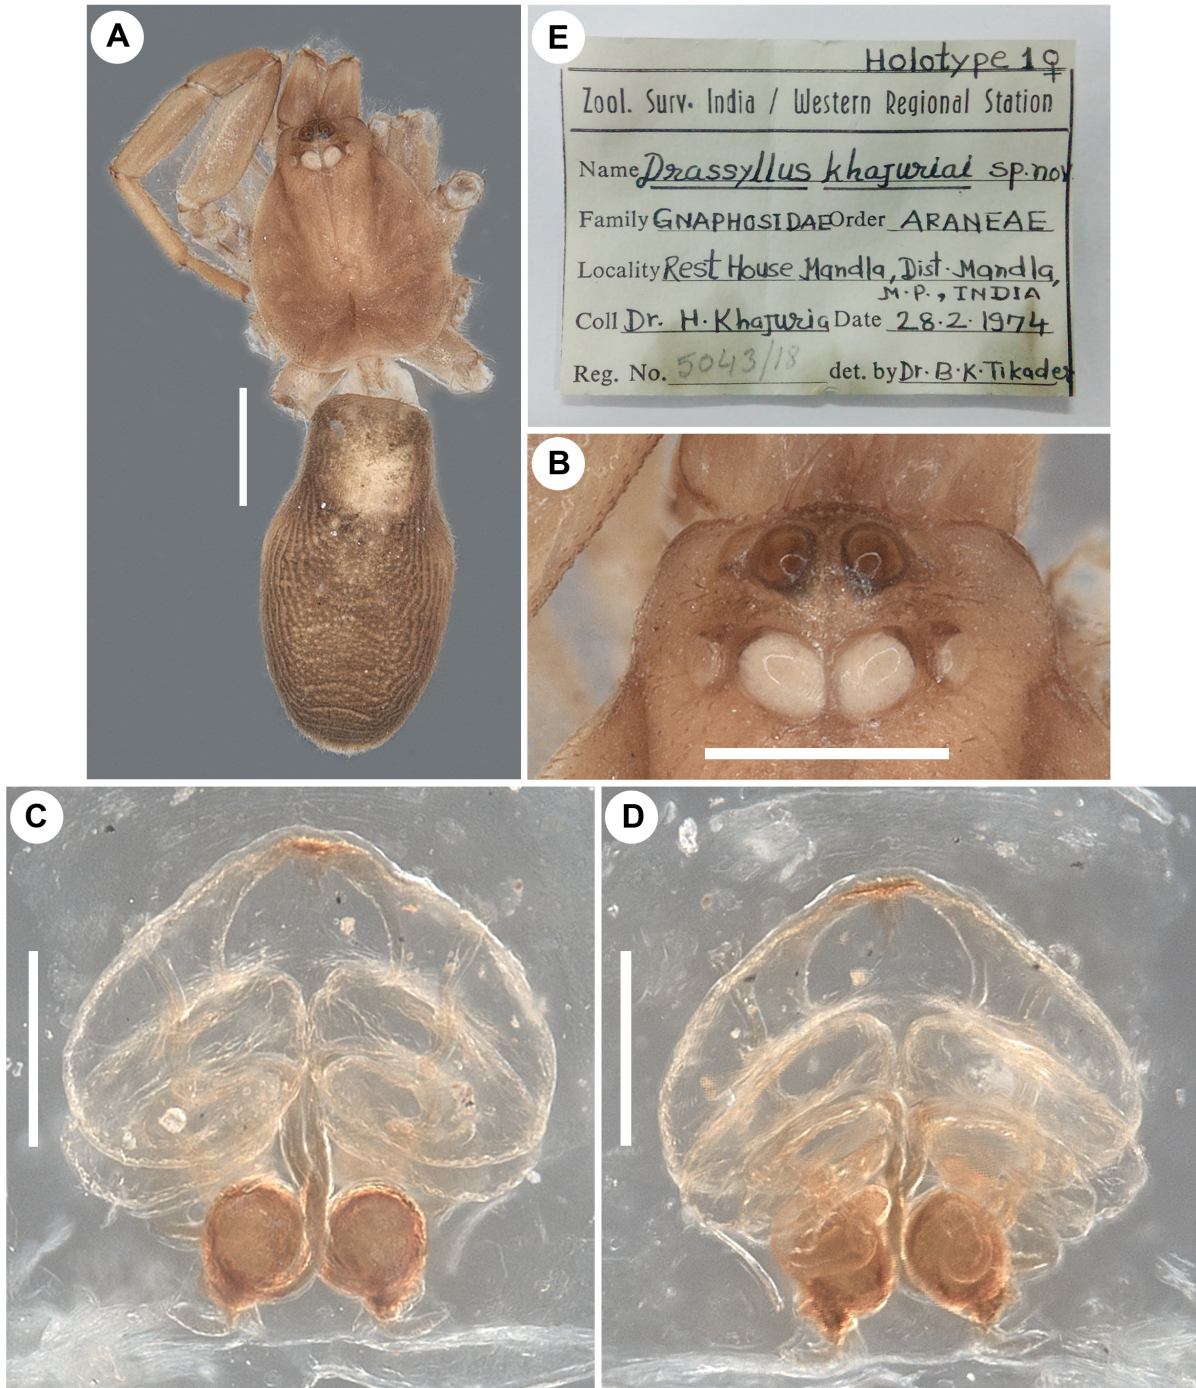 A
E
Holotype 1 ♀
Zool. Surv. India / Western Regional Station
Name Drassyllus khajuriai sp.nov
Family GNAPHOSIDAE Order ARANEAE
Locality Rest House Mandla, Dist. Mandla,
M.P., INDIA
Coll Dr. H. Khajuria Date 28.2.1974
Reg. No. 5043/18 det. by Dr. B.K. Tikader
B
C
D